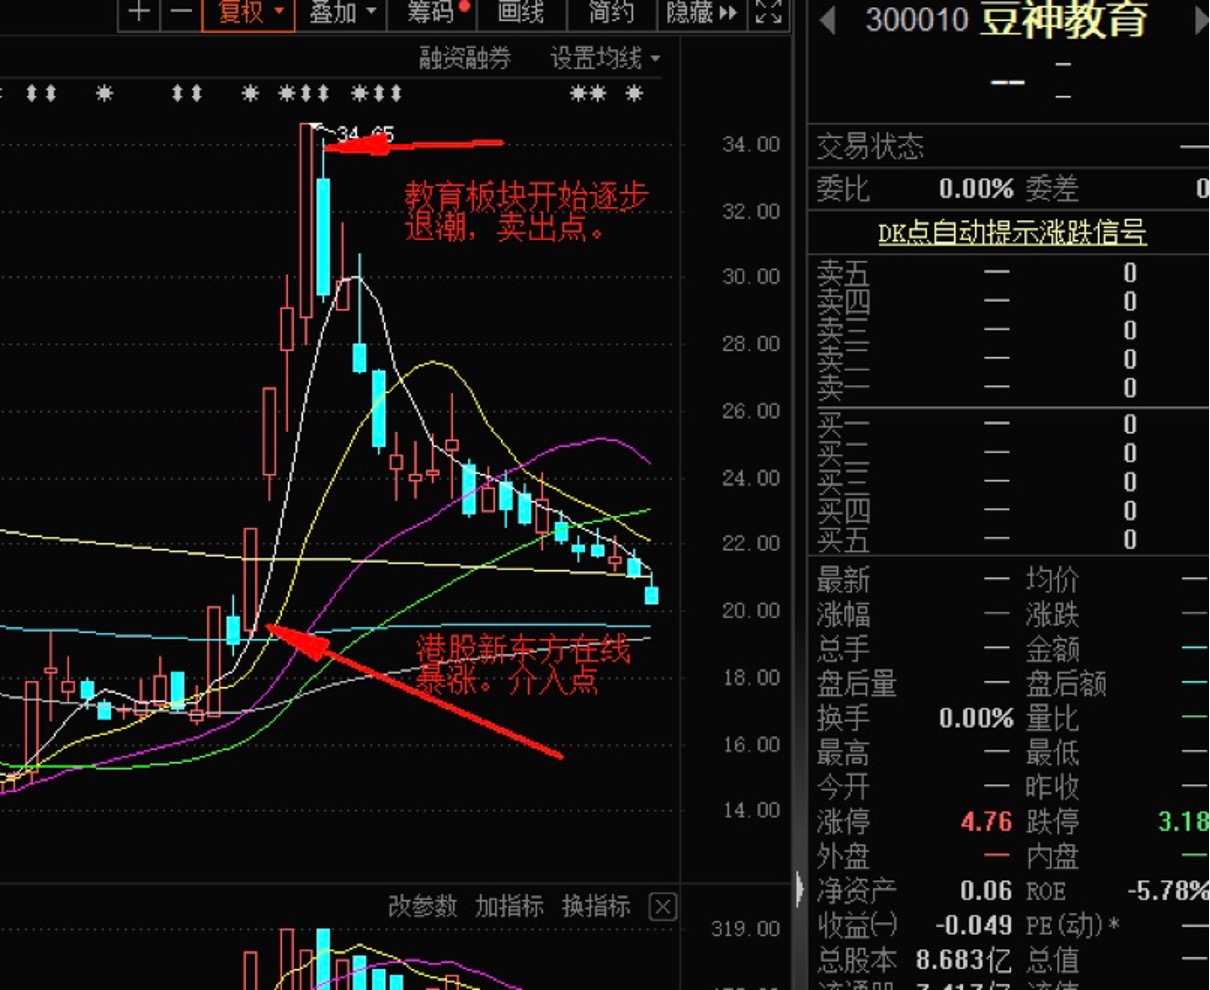 复权 叠加 筹码 画线 简约 隐藏
融资融券 设置均线
34.65
教育板块开始逐步
退潮，卖出点。
港股新东方在线
暴涨。介入点
34.00
32.00
30.00
28.00
26.00
24.00
22.00
20.00
18.00
16.00
14.00
改参数 加指标 换指标
319.00
300010 豆神教育
-- — —
交易状态 —
委比 0.00% 委差 0
DK点自动提示涨跌信号
卖五 — 0
卖四 — 0
卖三 — 0
卖二 — 0
卖一 — 0
买一 — 0
买二 — 0
买三 — 0
买四 — 0
买五 — 0
最新 — 均价 —
涨幅 — 涨跌 —
总手 — 金额 —
盘后量 — 盘后额 —
换手 0.00% 量比 —
最高 — 最低 —
今开 — 昨收 —
涨停 4.76 跌停 3.18
外盘 — 内盘 —
净资产 0.06 ROE -5.78%
收益㈠ -0.049 PE(动)* —
总股本 8.683亿 总值 —